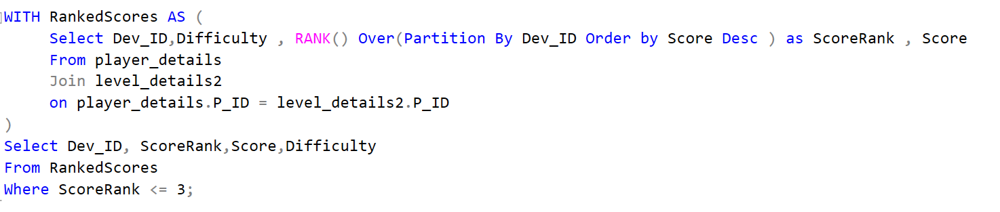 WITH RankedScores AS (
Select Dev_ID,Difficulty , RANK() Over(Partition By Dev_ID Order by Score Desc ) as ScoreRank , Score
From player_details
Join level_details2
on player_details.P_ID = level_details2.P_ID
)
Select Dev_ID, ScoreRank,Score,Difficulty
From RankedScores
Where ScoreRank <= 3;